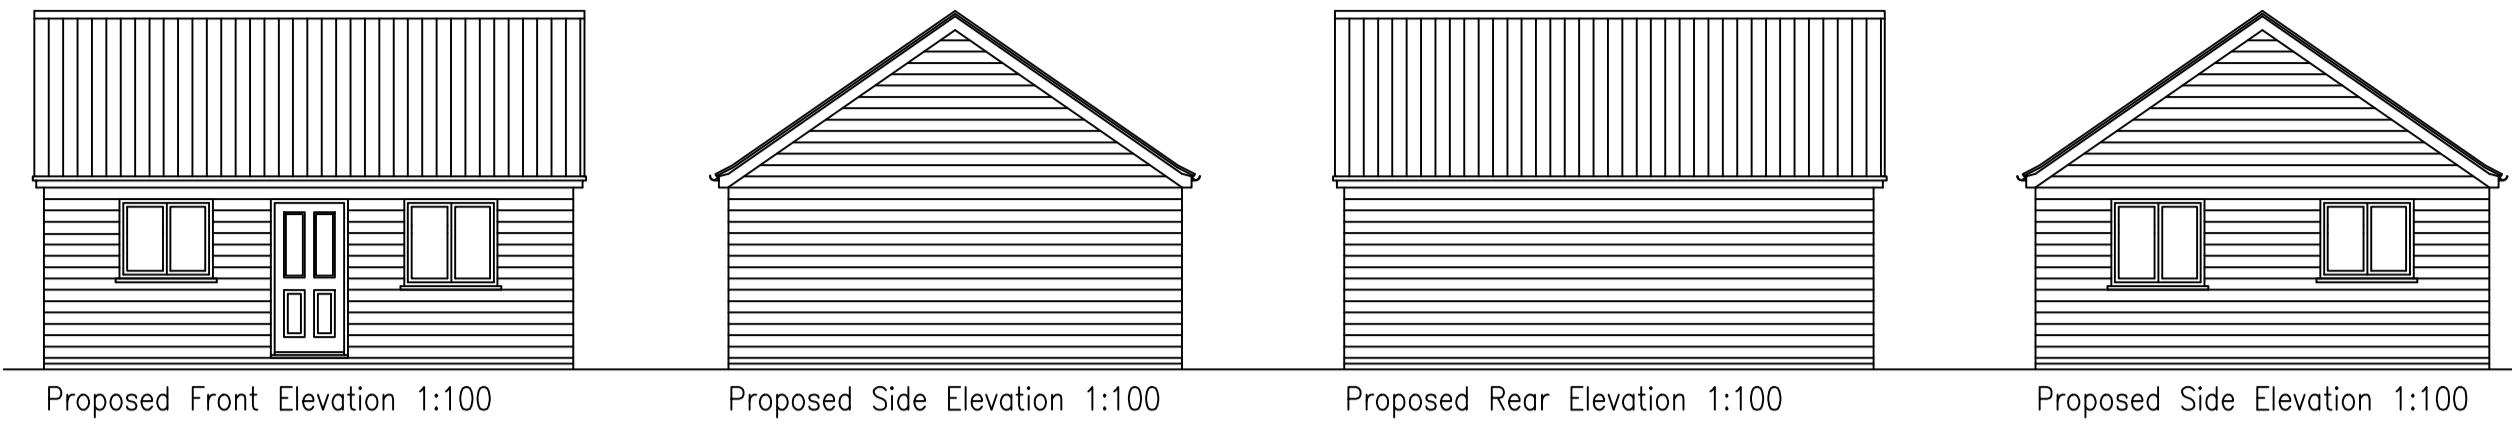 Proposed Front Elevation 1:100
Proposed Side Elevation 1:100
Proposed Rear Elevation 1:100
Proposed Side Elevation 1:100